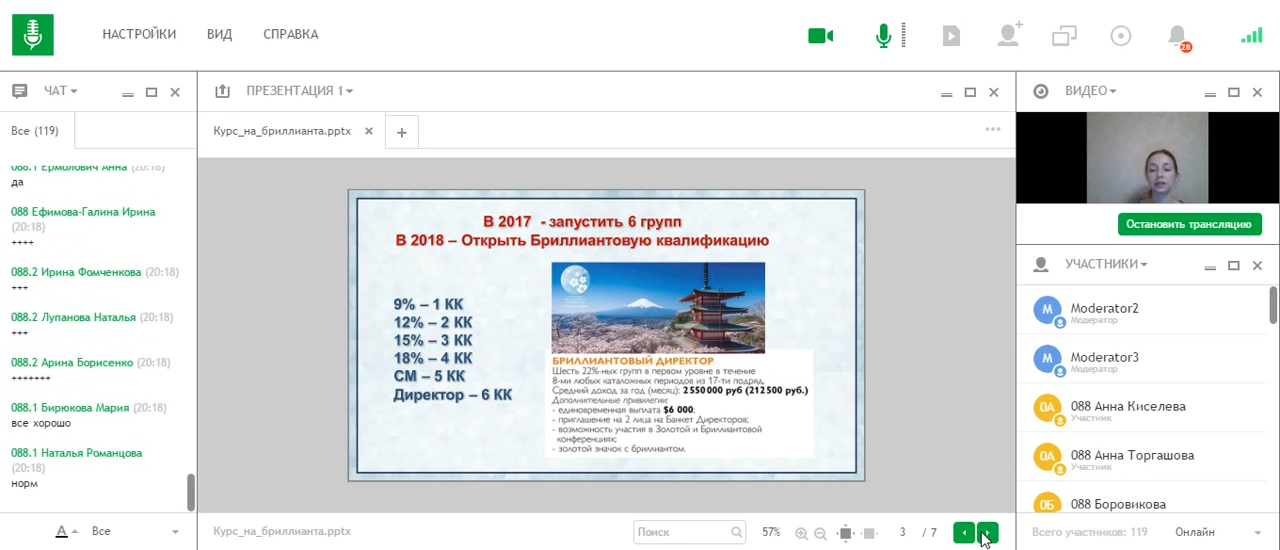 НАСТРОЙКИ ВИД СПРАВКА
28
ЧАТ
Все (119)
088.1 Ермолович Анна (20:18)
да
088 Ефимова-Галина Ирина
(20:18)
++++
088.2 Ирина Фомченкова (20:18)
+++
088.2 Лупанова Наталья (20:18)
+++
088.2 Арина Борисенко (20:18)
+++++++
088.1 Бирюкова Мария (20:18)
все хорошо
088.1 Наталья Романцова
(20:18)
норм
А Все
ПРЕЗЕНТАЦИЯ 1
Курс_на_бриллианта.pptx
В 2017 - запустить 6 групп
В 2018 – Открыть Бриллиантовую квалификацию
9% – 1 КК
12% – 2 КК
15% – 3 КК
18% – 4 КК
СМ – 5 КК
Директор – 6 КК
БРИЛЛИАНТОВЫЙ ДИРЕКТОР
Шесть 22%-ных групп в первом уровне в течение
8-ми любых каталожных периодов из 17-ти подряд.
Средний доход за год (месяц): 2 550 000 руб (212 500 руб.)
Дополнительные привилегии:
- единовременная выплата $6 000;
- приглашение на 2 лица на Банкет Директоров;
- возможность участия в Золотой и Бриллиантовой
конференциях;
- золотой значок с бриллиантом.
Курс_на_бриллианта.pptx Поиск 57% 3 / 7
ВИДЕО
Остановить трансляцию
УЧАСТНИКИ
М Moderator2
Модератор
М Moderator3
Модератор
ОА 088 Анна Киселева
Участник
ОА 088 Анна Торгашова
Участник
ОБ 088 Боровикова
Всего участников: 119 Онлайн